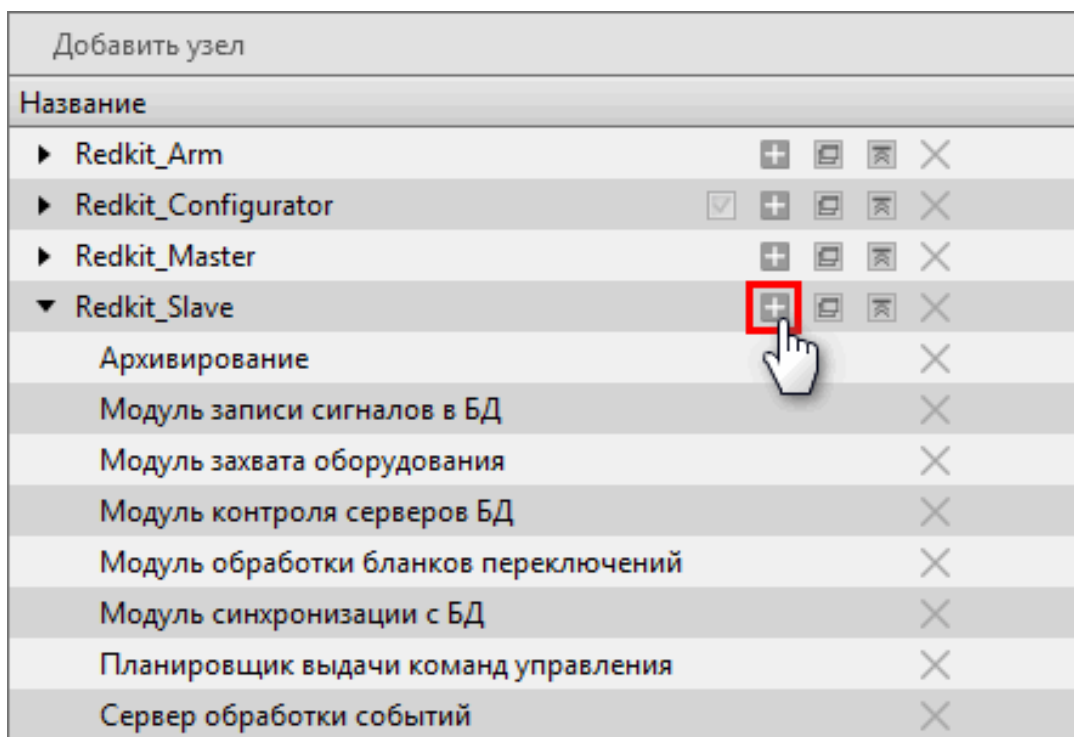 Добавить узел
Название
Redkit_Arm
Redkit_Configurator
Redkit_Master
Redkit_Slave
Архивирование
Модуль записи сигналов в БД
Модуль захвата оборудования
Модуль контроля серверов БД
Модуль обработки бланков переключений
Модуль синхронизации с БД
Планировщик выдачи команд управления
Сервер обработки событий